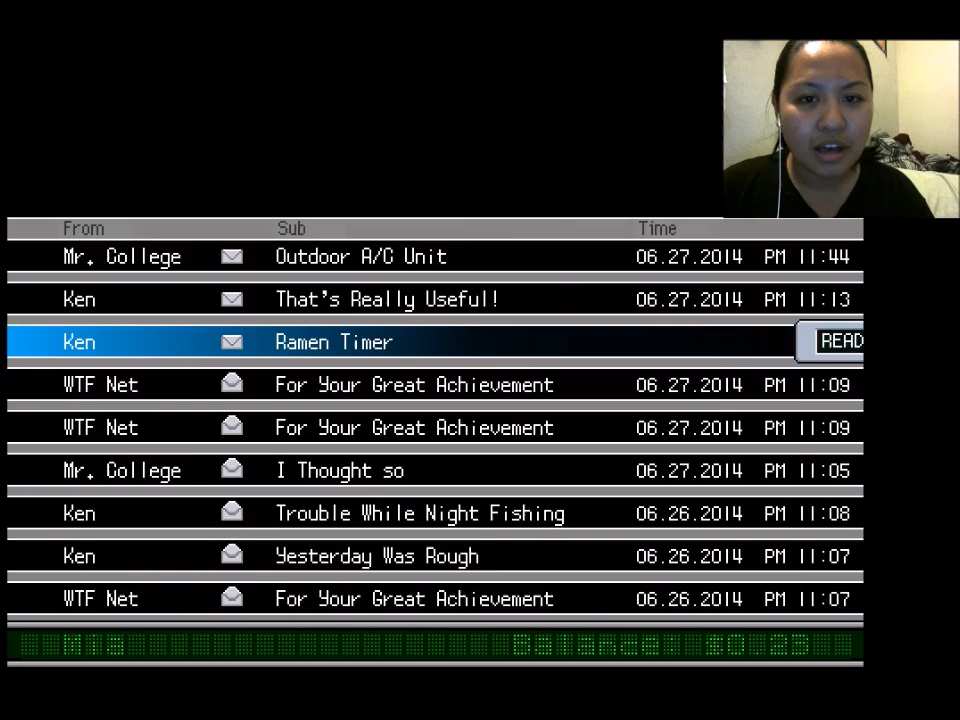 From Sub Time
Mr. College Outdoor A/C Unit 06.27.2014 PM 11:44
Ken That's Really Useful! 06.27.2014 PM 11:13
Ken Ramen Timer READ
WTF Net For Your Great Achievement 06.27.2014 PM 11:09
WTF Net For Your Great Achievement 06.27.2014 PM 11:09
Mr. College I Thought so 06.27.2014 PM 11:05
Ken Trouble While Night Fishing 06.26.2014 PM 11:08
Ken Yesterday Was Rough 06.26.2014 PM 11:07
WTF Net For Your Great Achievement 06.26.2014 PM 11:07
Mia Balance: $0.23